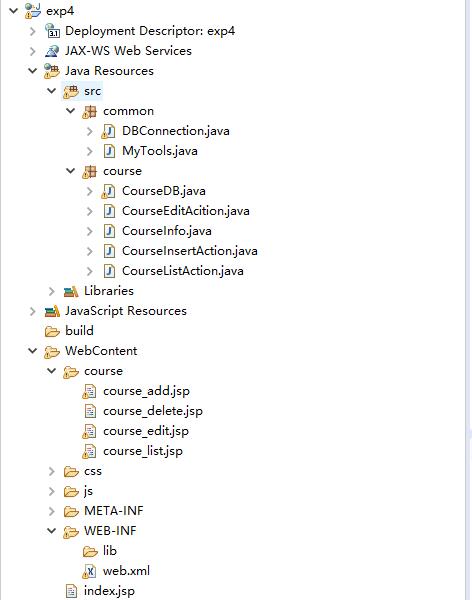 exp4
Deployment Descriptor: exp4
JAX-WS Web Services
Java Resources
src
common
DBConnection.java
MyTools.java
course
CourseDB.java
CourseEditAcition.java
CourseInfo.java
CourseInsertAction.java
CourseListAction.java
Libraries
JavaScript Resources
build
WebContent
course
course_add.jsp
course_delete.jsp
course_edit.jsp
course_list.jsp
css
js
META-INF
WEB-INF
lib
web.xml
index.jsp